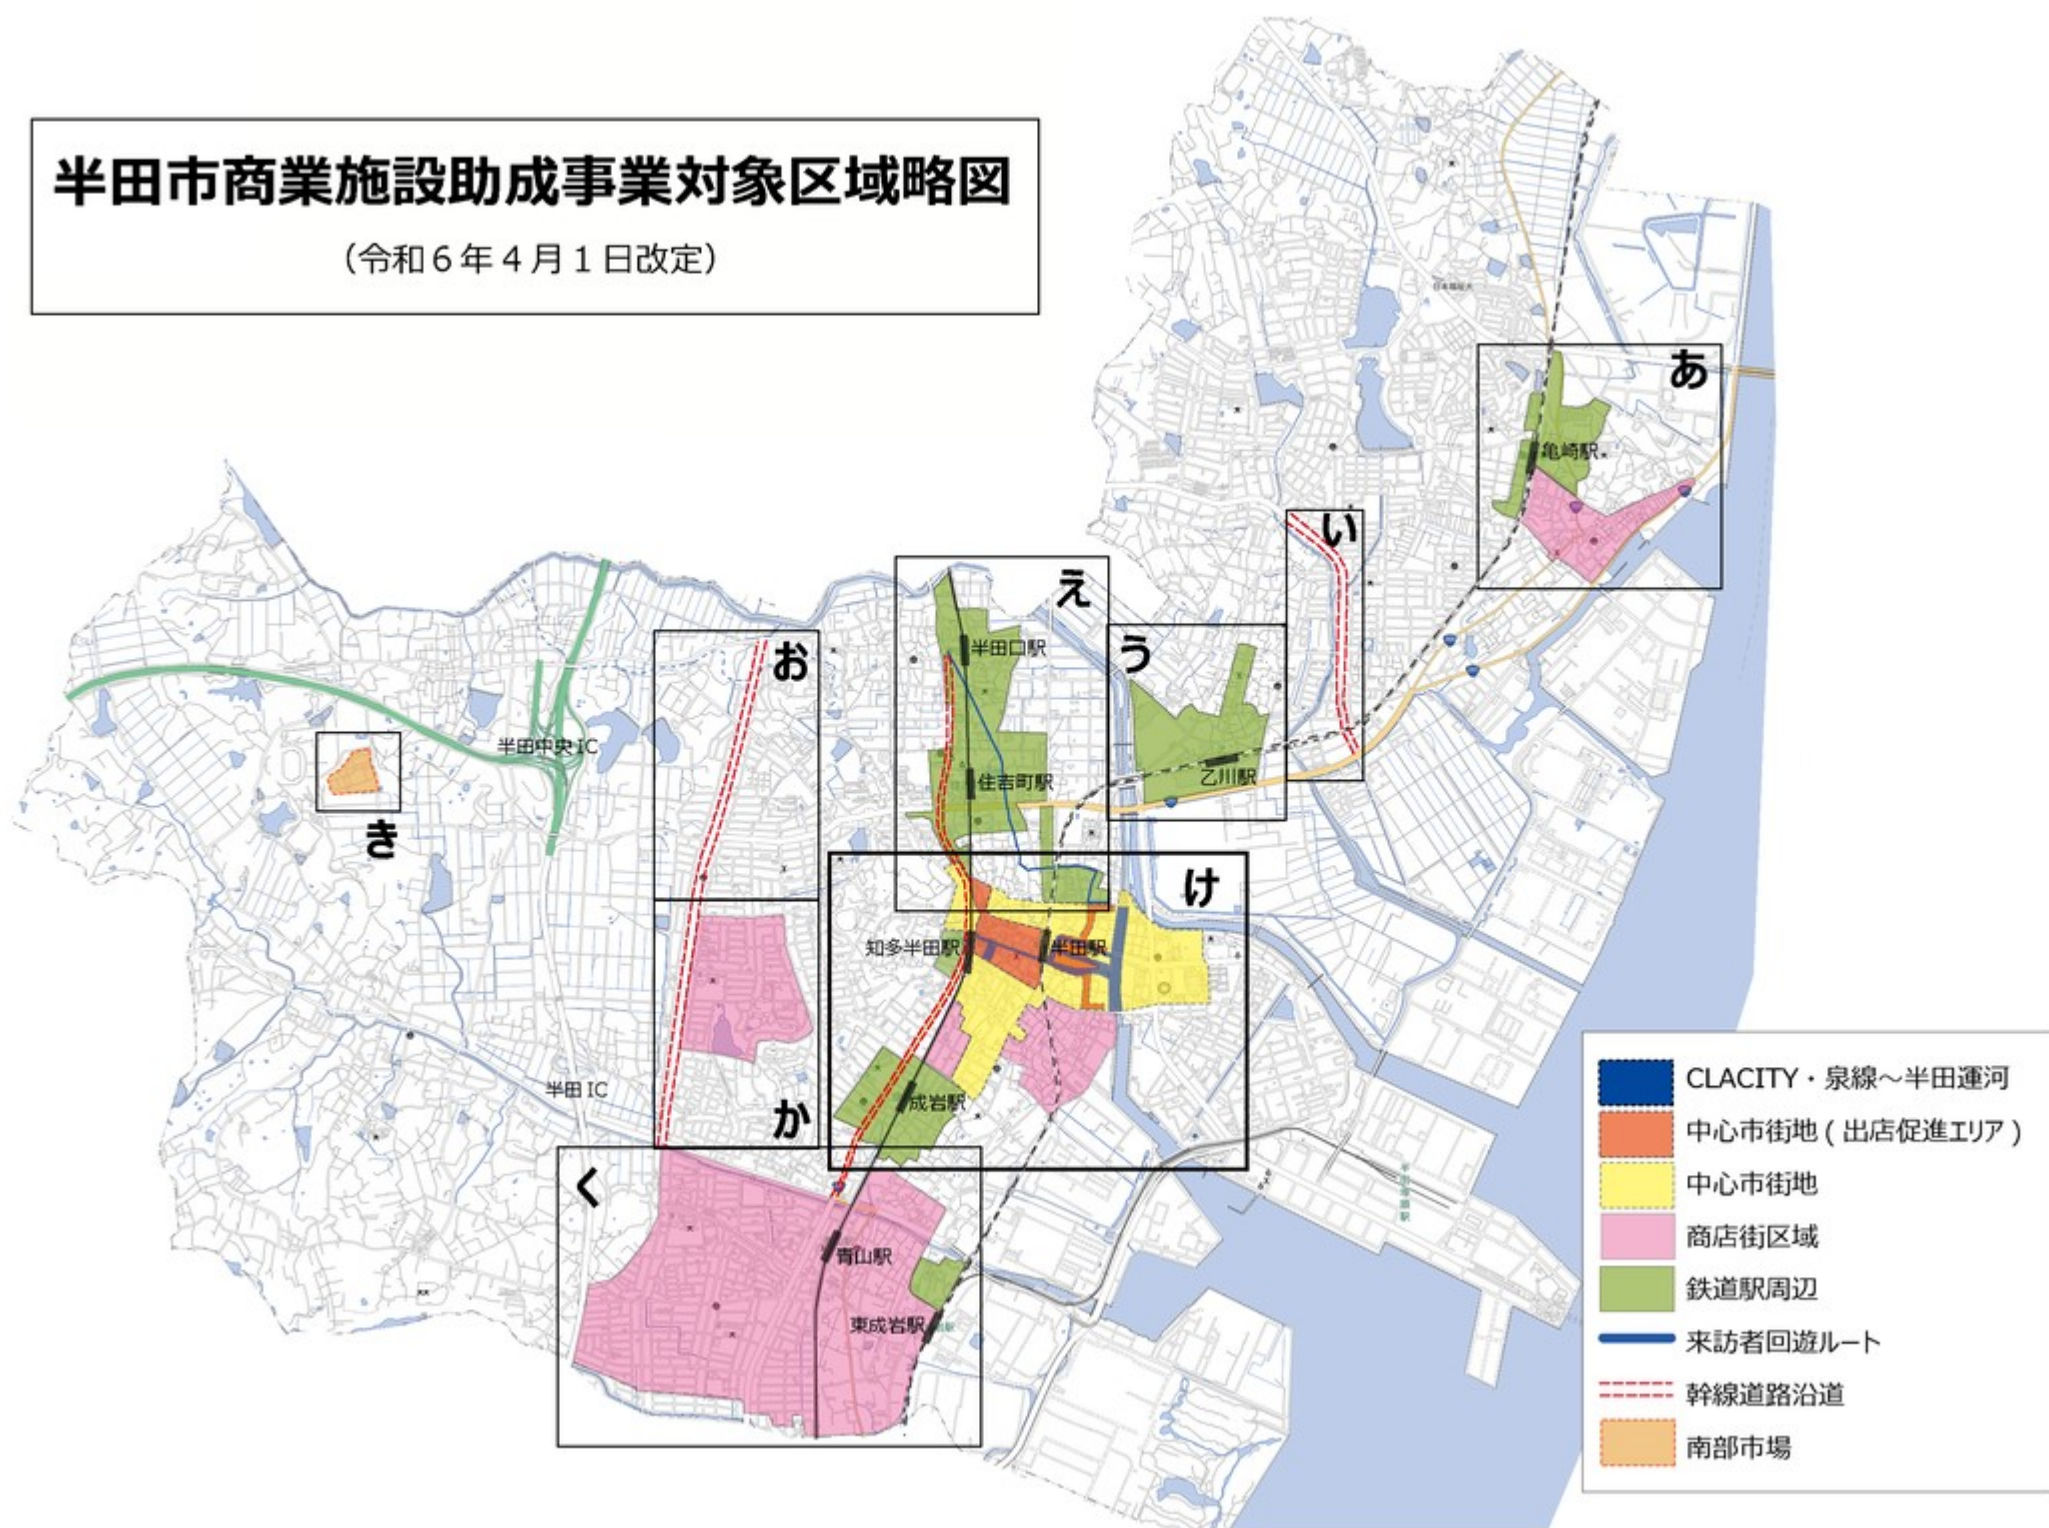 半田市商業施設助成事業対象区域略図
（令和６年４月１日改定）
あ
亀崎駅
い
え
半田口駅
お
う
半田中央IC
乙川駅
住吉町駅
き
け
知多半田駅
半田駅
半田IC
か
成岩駅
く
青山駅
東成岩駅
CLACITY・泉線～半田運河
中心市街地 ( 出店促進エリア )
中心市街地
商店街区域
鉄道駅周辺
来訪者回遊ルート
幹線道路沿道
南部市場